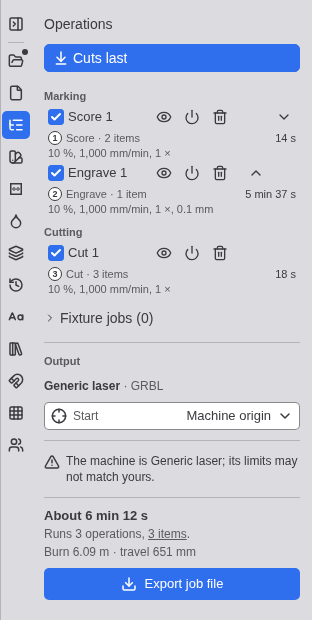 Operations
Cuts last
Marking
Score 1
1 Score · 2 items 14 s
10 %, 1,000 mm/min, 1 ×
Engrave 1
2 Engrave · 1 item 5 min 37 s
10 %, 1,000 mm/min, 1 ×, 0.1 mm
Cutting
Cut 1
3 Cut · 3 items 18 s
10 %, 1,000 mm/min, 1 ×
Fixture jobs (0)
Output
Generic laser · GRBL
Start Machine origin
The machine is Generic laser; its limits may
not match yours.
About 6 min 12 s
Runs 3 operations, 3 items.
Burn 6.09 m · travel 651 mm
Export job file